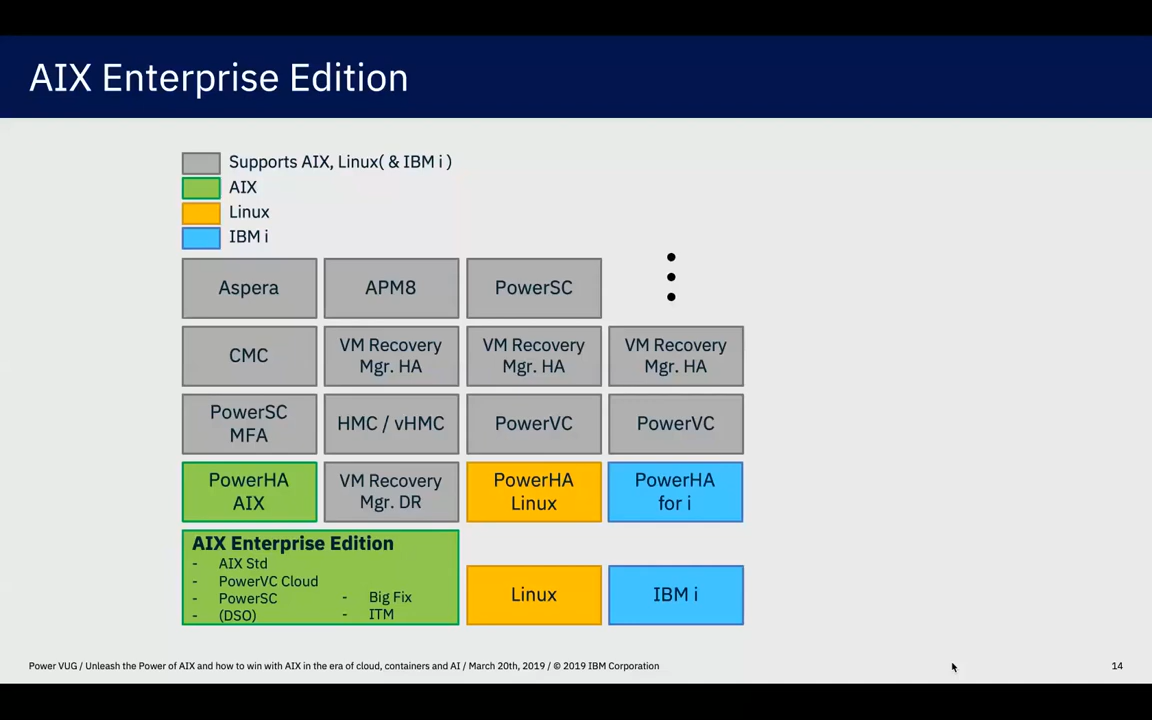 AIX Enterprise Edition
Supports AIX, Linux( & IBM i )
AIX
Linux
IBM i
Aspera
APM8
PowerSC
CMC
VM Recovery
Mgr. HA
VM Recovery
Mgr. HA
VM Recovery
Mgr. HA
PowerSC
MFA
HMC / vHMC
PowerVC
PowerVC
PowerHA
AIX
VM Recovery
Mgr. DR
PowerHA
Linux
PowerHA
for i
AIX Enterprise Edition
- AIX Std
- PowerVC Cloud
- PowerSC
- (DSO)
- Big Fix
- ITM
Linux
IBM i
Power VUG / Unleash the Power of AIX and how to win with AIX in the era of cloud, containers and AI / March 20th, 2019 / © 2019 IBM Corporation
14